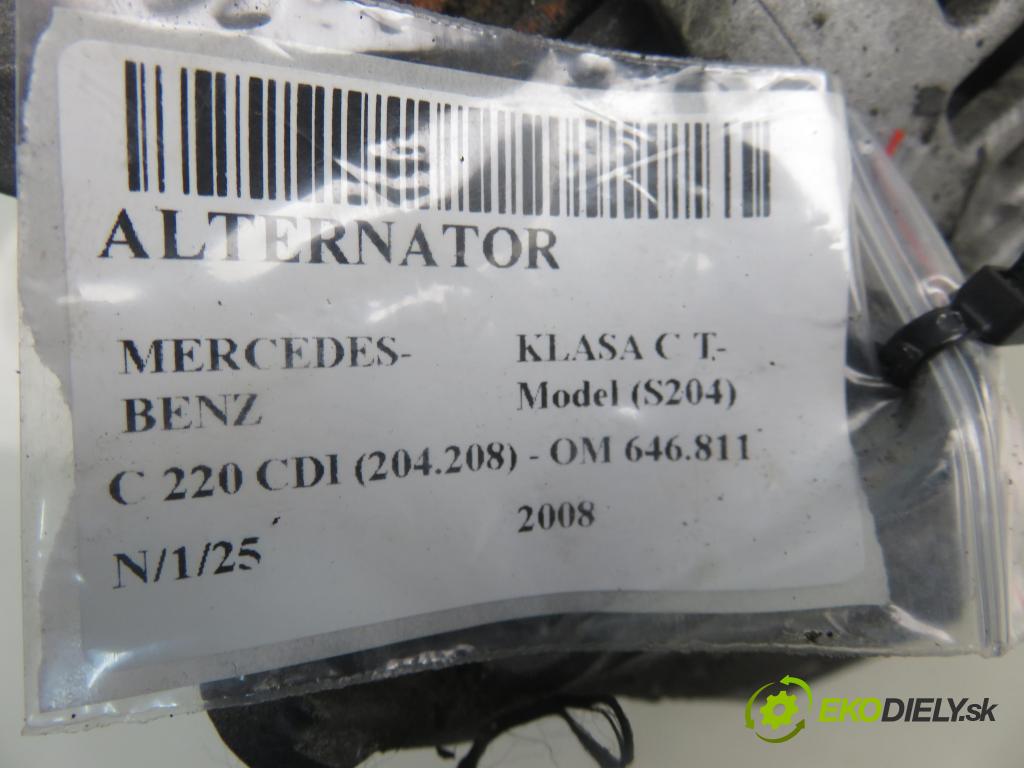 ALTERNATOR
MERCEDES-
BENZ
KLASA C T-
Model (S204)
C 220 CDI (204.208) - OM 646.811
2008
N/1/25
EKODIELY.sk